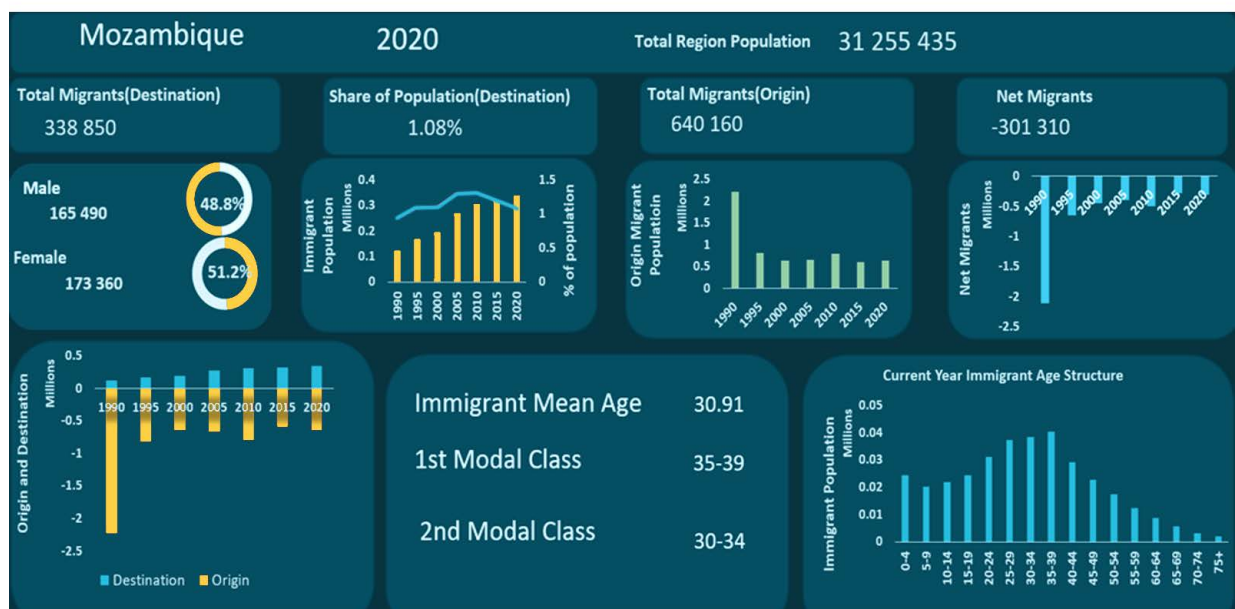 Mozambique
2020
Total Region Population 31 255 435
Total Migrants(Destination)
338 850
Share of Population(Destination)
1.08%
Total Migrants(Origin)
640 160
Net Migrants
-301 310
Male
165 490
48.8%
Female
173 360
51.2%
Immigrant
Population
Millions
0.4
0.3
0.2
0.1
0
1.5
1
0.5
0
% of population
1990
1995
2000
2005
2010
2015
2020
Origin Migrant
Populatioin
Millions
2.5
2
1.5
1
0.5
0
1990
1995
2000
2005
2010
2015
2020
Net Migrants
Millions
0
-0.5
-1
-1.5
-2
-2.5
1990
1995
2000
2005
2010
2015
2020
Origin and Destination
Millions
0.5
0
-0.5
-1
-1.5
-2
-2.5
1990 1995 2000 2005 2010 2015 2020
Destination Origin
Immigrant Mean Age 30.91
1st Modal Class 35-39
2nd Modal Class 30-34
Current Year Immigrant Age Structure
Immigrant Population
Millions
0.05
0.04
0.03
0.02
0.01
0
0-4
5-9
10-14
15-19
20-24
25-29
30-34
35-39
40-44
45-49
50-54
55-59
60-64
65-69
70-74
75+